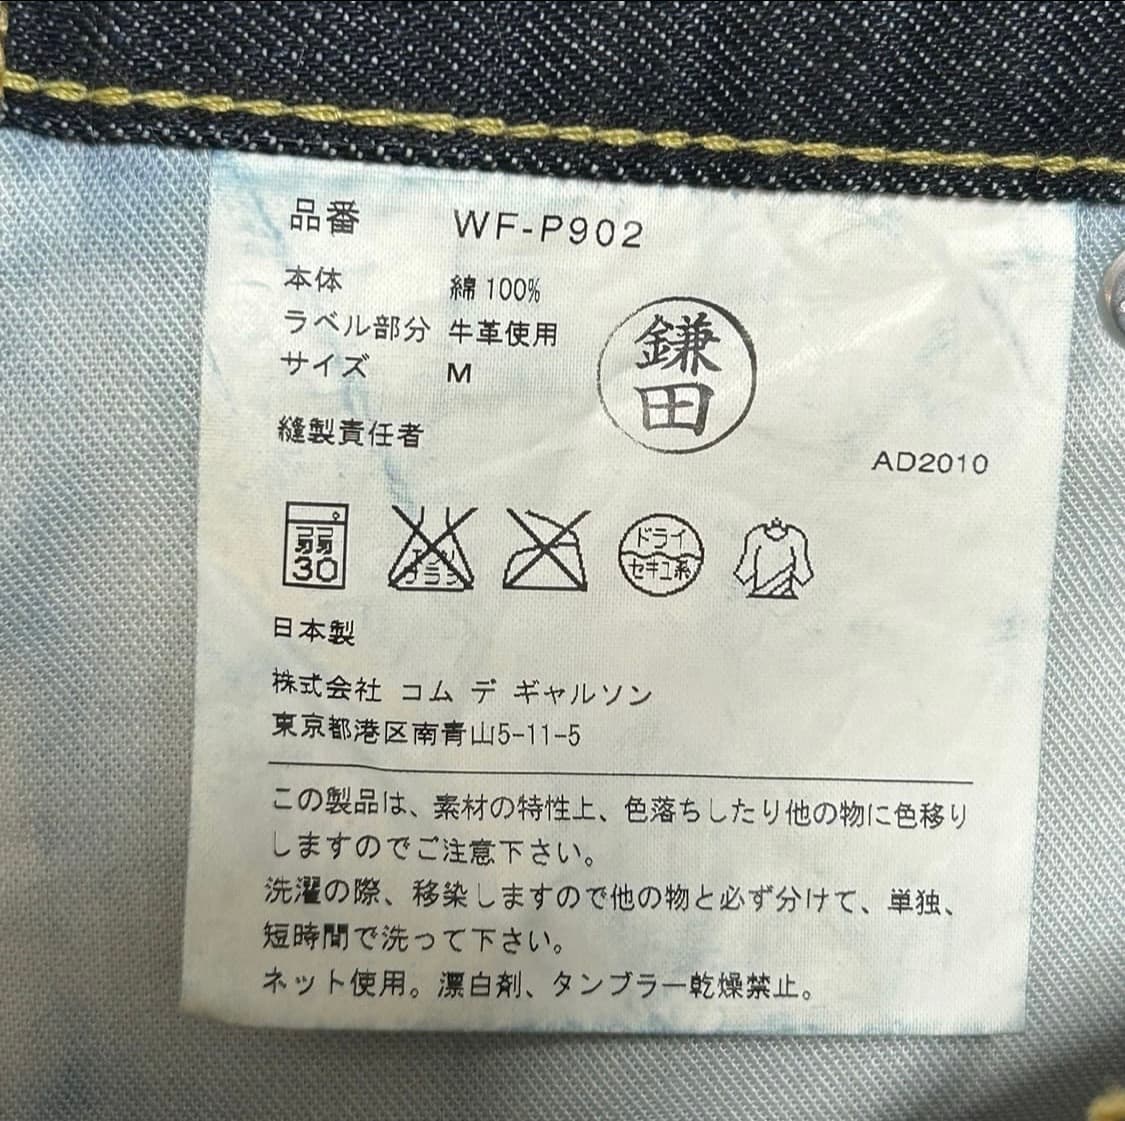 品番 WF-P902
本体 綿 100%
ラベル部分 牛革使用
サイズ M
鎌田
縫製責任者
AD2010
弱 30
エンソ
フラン
ドライ
セキユ系
日本製
株式会社 コム デ ギャルソン
東京都港区南青山5-11-5
この製品は、素材の特性上、色落ちしたり他の物に色移り
しますのでご注意下さい。
洗濯の際、移染しますので他の物と必ず分けて、単独、
短時間で洗って下さい。
ネット使用。漂白剤、タンブラー乾燥禁止。